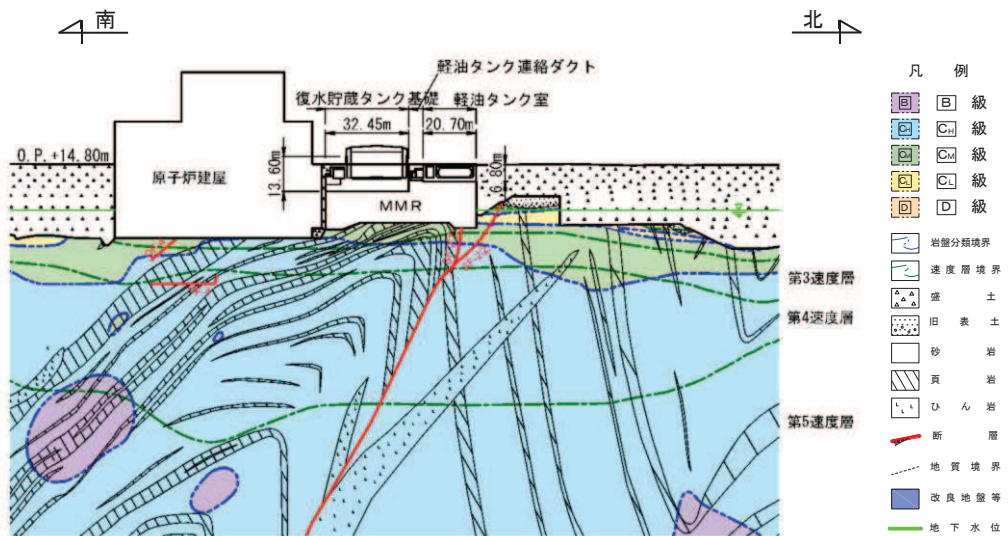 南
北
軽油タンク連絡ダクト
復水貯蔵タンク基礎 軽油タンク室
32.45m 20.70m
O.P.+14.80m
13.60m
6.80m
原子炉建屋
MMR
第3速度層
第4速度層
第5速度層
凡例
B B 級
CH CH 級
CM CM 級
CL CL 級
D D 級
岩盤分類境界
速度層境界
盛土
旧表土
砂岩
頁岩
ひん岩
断層
地質境界
改良地盤等
地下水位